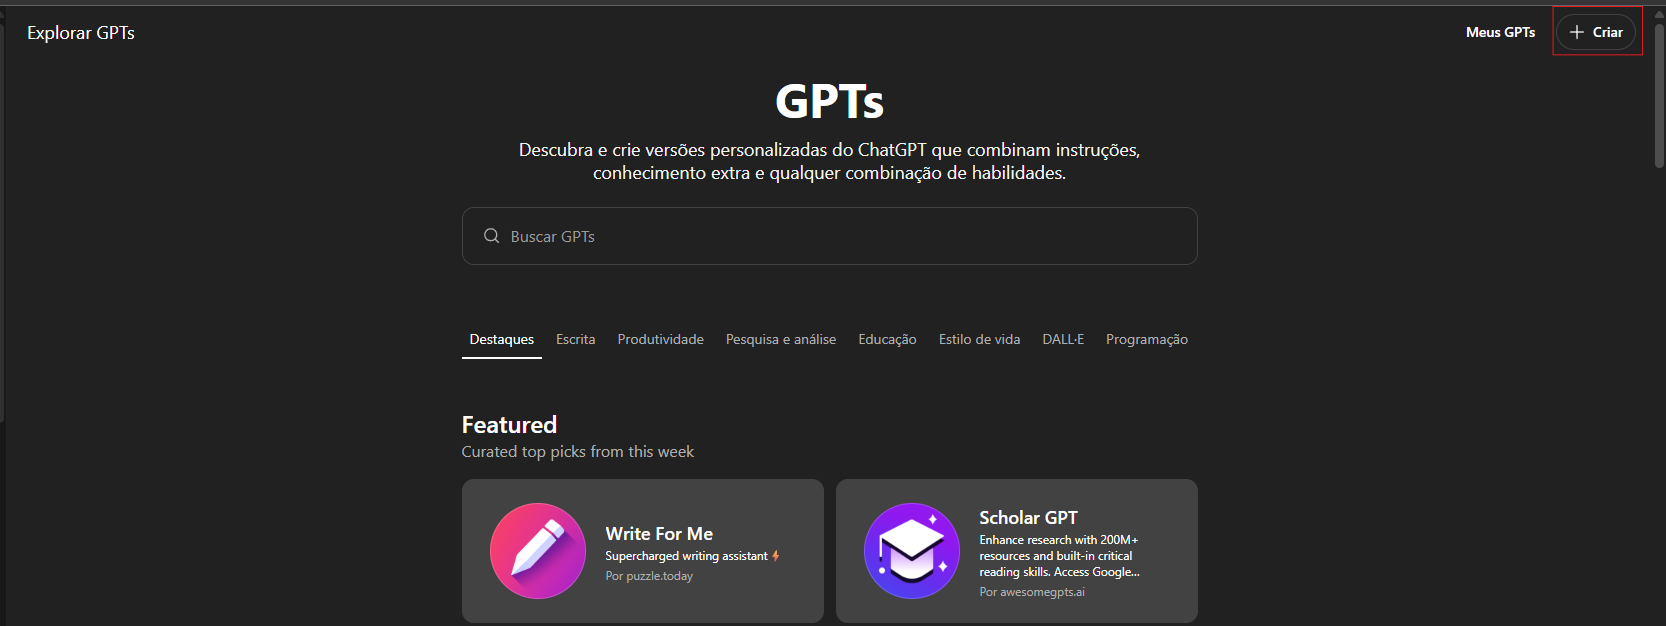 Explorar GPTs
Meus GPTs
Criar
GPTs
Descubra e crie versões personalizadas do ChatGPT que combinam instruções,
conhecimento extra e qualquer combinação de habilidades.
Buscar GPTs
Destaques Escrita Produtividade Pesquisa e análise Educação Estilo de vida DALL·E Programação
Featured
Curated top picks from this week
Write For Me
Supercharged writing assistant
Por puzzle.today
Scholar GPT
Enhance research with 200M+
resources and built-in critical
reading skills. Access Google...
Por awesomegpts.ai